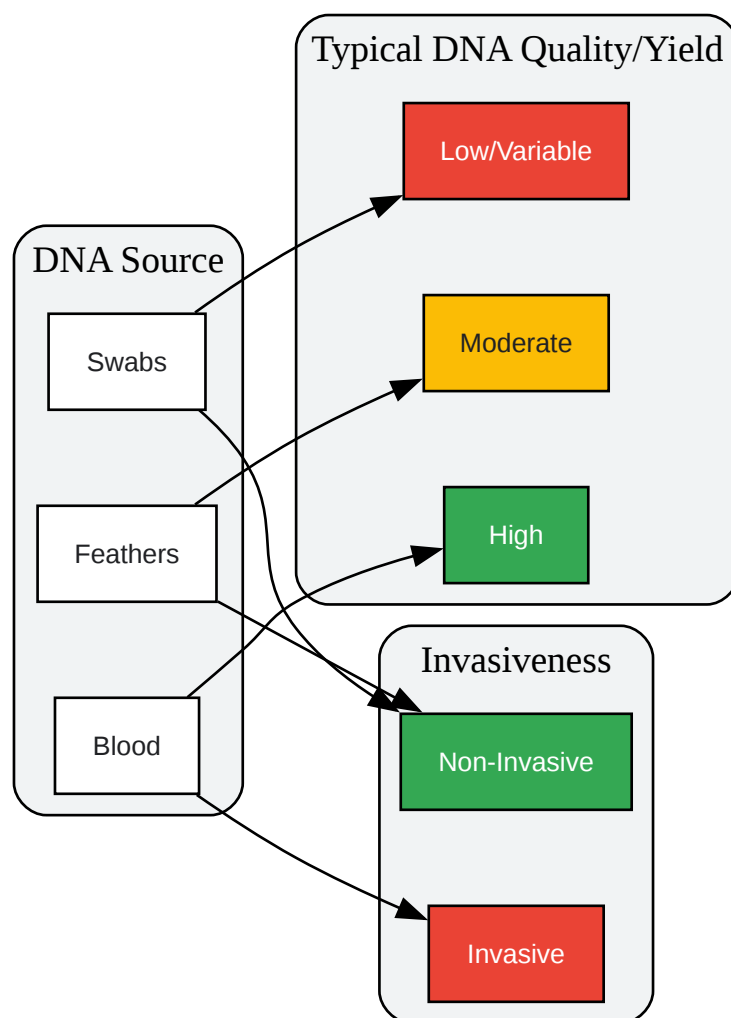 Typical DNA Quality/Yield
Low/Variable
Moderate
High
DNA Source
Swabs
Feathers
Blood
Invasiveness
Non-Invasive
Invasive